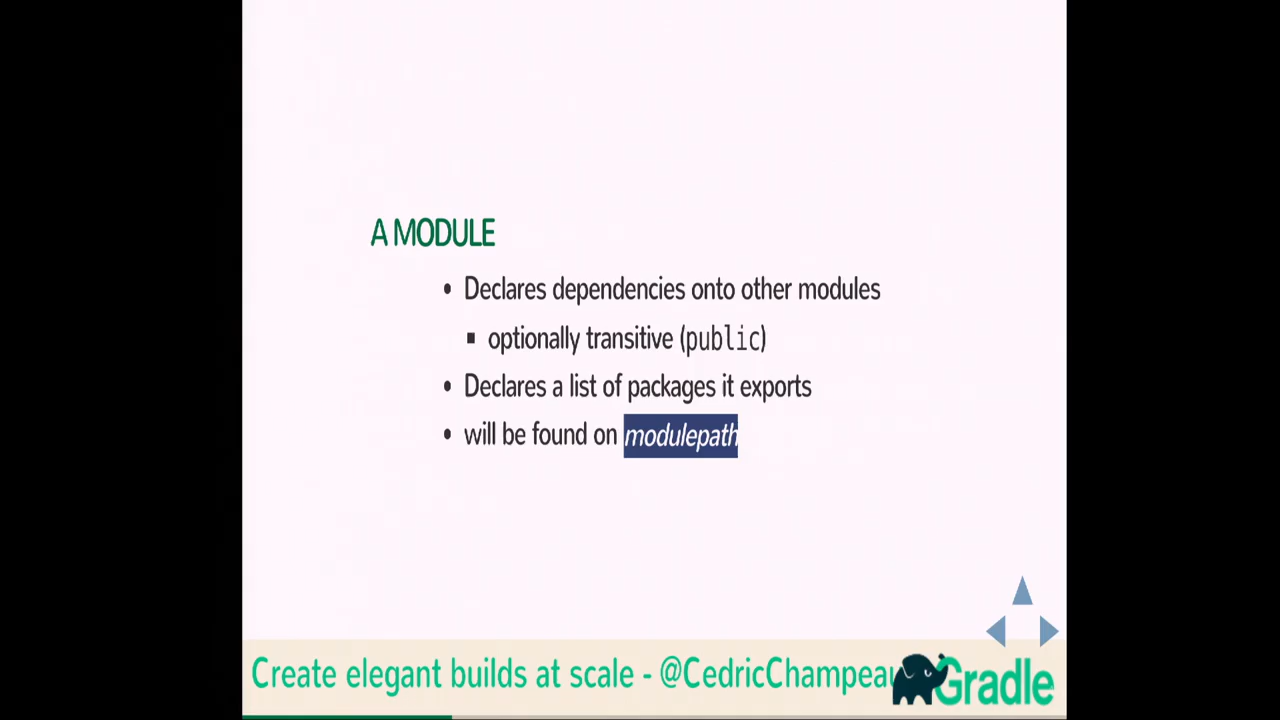 A MODULE
• Declares dependencies onto other modules
▪ optionally transitive (public)
• Declares a list of packages it exports
• will be found on modulepath
Create elegant builds at scale - @CedricChampeau
Gradle